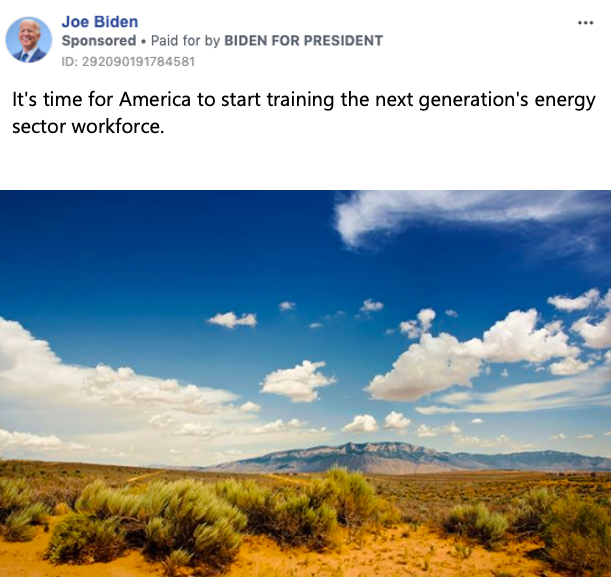 Joe Biden
Sponsored • Paid for by BIDEN FOR PRESIDENT
ID: 292090191784581
It's time for America to start training the next generation's energy
sector workforce.